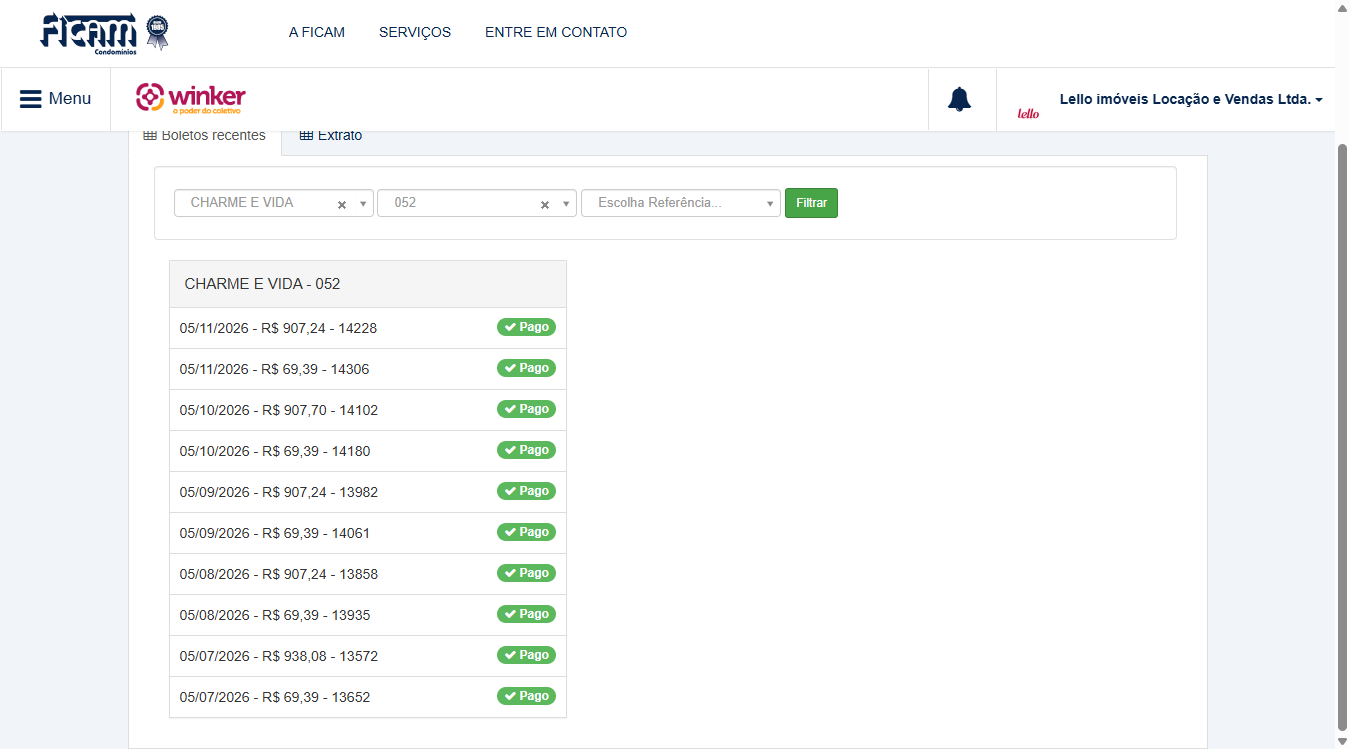 FICAM
Condomínios
1985
A FICAM
SERVIÇOS
ENTRE EM CONTATO
Menu
winker
o poder do coletivo
lello
Lello imóveis Locação e Vendas Ltda.
Boletos recentes
Extrato
CHARME E VIDA × 052 × Escolha Referência... Filtrar
CHARME E VIDA - 052
05/11/2026 - R$ 907,24 - 14228 Pago
05/11/2026 - R$ 69,39 - 14306 Pago
05/10/2026 - R$ 907,70 - 14102 Pago
05/10/2026 - R$ 69,39 - 14180 Pago
05/09/2026 - R$ 907,24 - 13982 Pago
05/09/2026 - R$ 69,39 - 14061 Pago
05/08/2026 - R$ 907,24 - 13858 Pago
05/08/2026 - R$ 69,39 - 13935 Pago
05/07/2026 - R$ 938,08 - 13572 Pago
05/07/2026 - R$ 69,39 - 13652 Pago